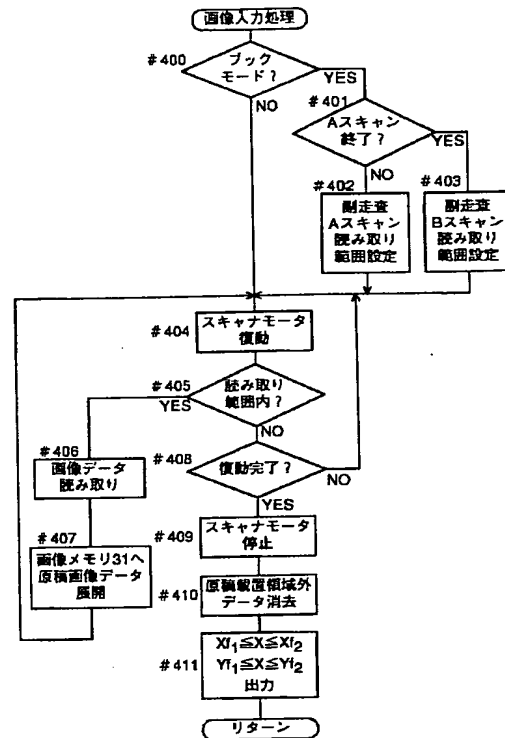 画像入力処理
#400
ブック
モード?
YES
NO
#401
Aスキャン
終了?
YES
NO
#402
副走査
Aスキャン
読み取り
範囲設定
#403
副走査
Bスキャン
読み取り
範囲設定
#404
スキャナモータ
復動
#405
読み取り
範囲内?
YES
NO
#406
画像データ
読み取り
#407
画像メモリ31へ
原稿画像データ
展開
#408
復動完了?
NO
YES
#409
スキャナモータ
停止
#410
原稿載置領域外
データ消去
#411
Xf₁≦X≦Xf₂
Yf₁≦X≦Yf₂
出力
リターン